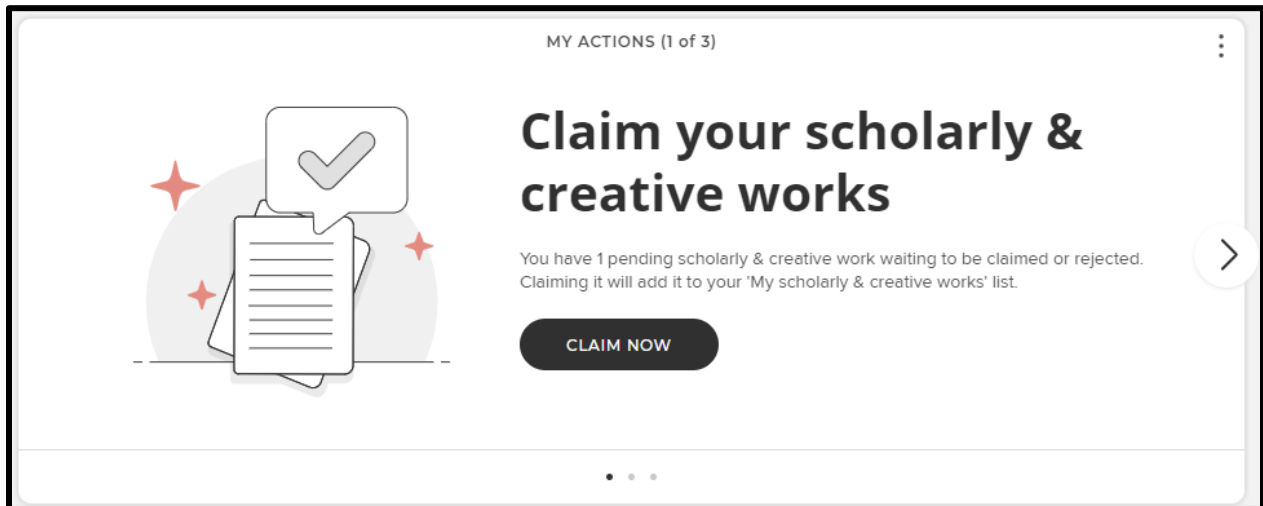 MY ACTIONS (1 of 3)
Claim your scholarly &
creative works
You have 1 pending scholarly & creative work waiting to be claimed or rejected.
Claiming it will add it to your 'My scholarly & creative works' list.
CLAIM NOW